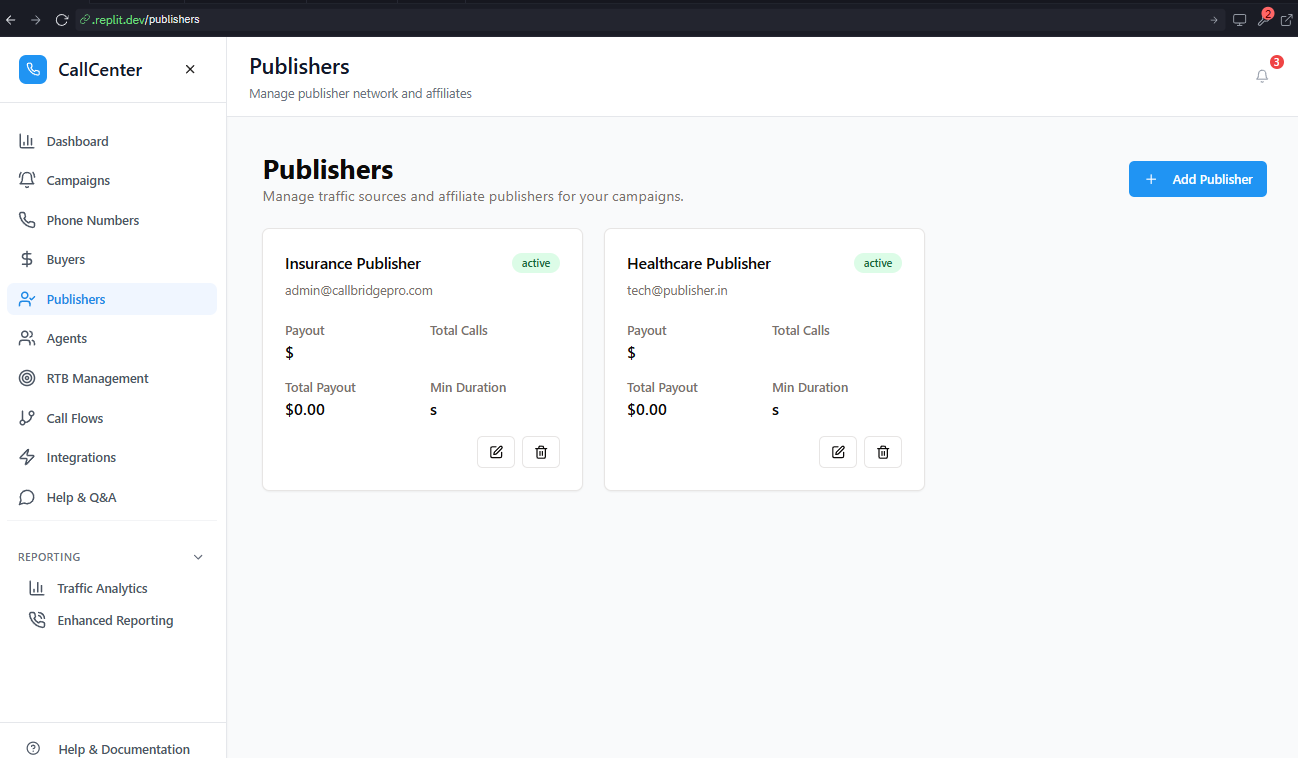 .replit.dev/publishers
2
CallCenter
Publishers
Manage publisher network and affiliates
3
Dashboard
Campaigns
Phone Numbers
Buyers
Publishers
Agents
RTB Management
Call Flows
Integrations
Help & Q&A
REPORTING
Traffic Analytics
Enhanced Reporting
Help & Documentation
Publishers
Manage traffic sources and affiliate publishers for your campaigns.
+ Add Publisher
Insurance Publisher active
admin@callbridgepro.com
Payout Total Calls
$
Total Payout Min Duration
$0.00 s
Healthcare Publisher active
tech@publisher.in
Payout Total Calls
$
Total Payout Min Duration
$0.00 s